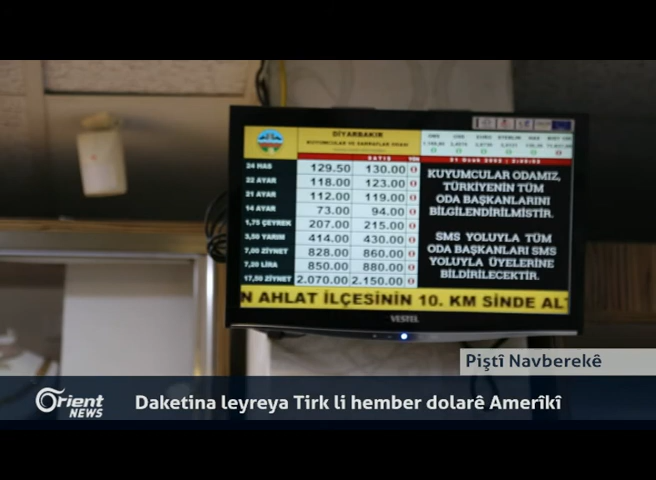 DİYARBAKIR
KUYUMCULAR VE SARRAFLAR ODASI
SATIS
24 HAS 129.50 130.00
22 AYAR 118.00 123.00
21 AYAR 112.00 119.00
14 AYAR 73.00 94.00
1,75 ÇEYREK 207.00 215.00
3,50 YARIM 414.00 430.00
7,00 ZİYNET 828.00 860.00
7,20 LİRA 850.00 880.00
17,50 ZİYNET 2.070.00 2.150.00
KUYUMCULAR ODAMIZ,
TÜRKİYENİN TÜM
ODA BAŞKANLARINI
BİLGİLENDİRİLMİSTİR.
SMS YOLUYLA TÜM
ODA BAŞKANLARI SMS
YOLUYLA ÜYELERİNE
BİLDİRİLECEKTİR.
N AHLAT İLÇESİNİN 10. KM SİNDE ALT
VESTEL
Piştî Navberekê
Orient
NEWS
Daketina leyreya Tirk li hember dolarê Amerîkî